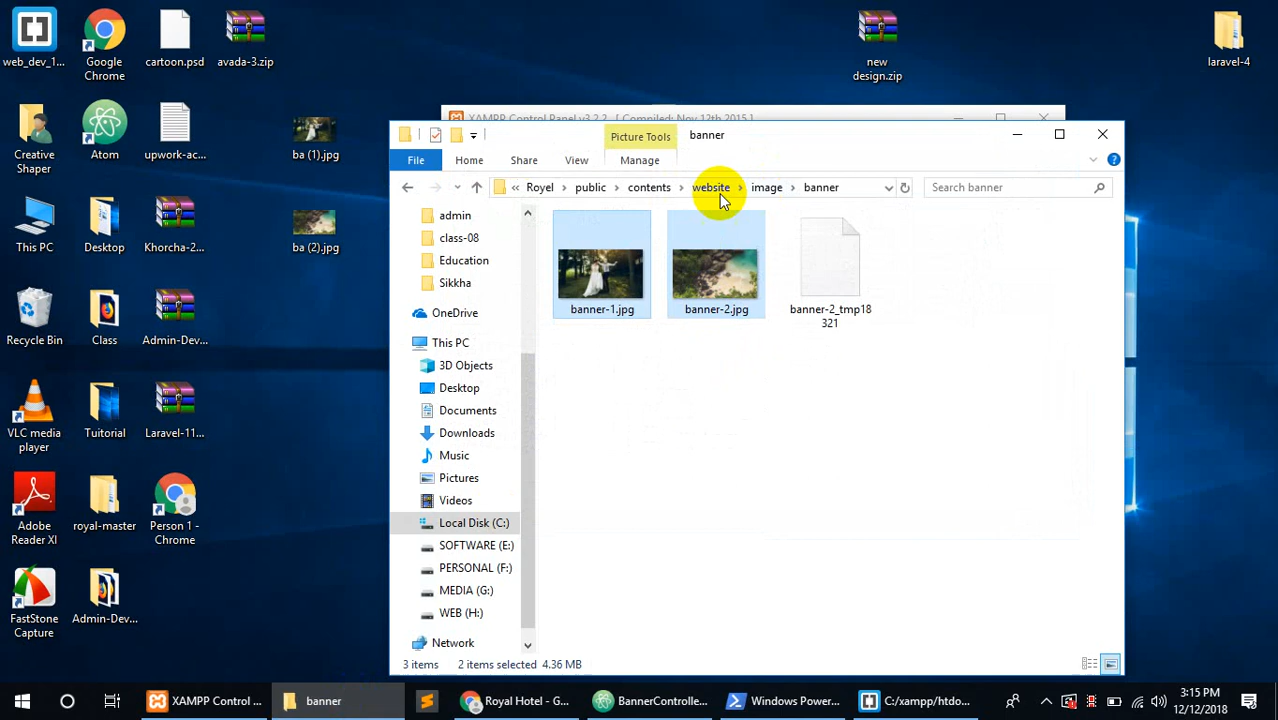 web_dev_1...
Google
Chrome
cartoon.psd
avada-3.zip
new
design.zip
laravel-4
Creative
Shaper
Atom
upwork-ac...
ba (1).jpg
This PC
Desktop
Khorcha-2...
ba (2).jpg
Recycle Bin
Class
Admin-Dev...
VLC media
player
Tuitorial
Laravel-11...
Adobe
Reader XI
royal-master
Person 1 -
Chrome
FastStone
Capture
Admin-Dev...
XAMPP Control Panel v3.2.2 [ Compiled: Nov 12th 2015 ]
Picture Tools
banner
File
Home
Share
View
Manage
« Royel
public
contents
website
image
banner
Search banner
admin
class-08
Education
Sikkha
OneDrive
This PC
3D Objects
Desktop
Documents
Downloads
Music
Pictures
Videos
Local Disk (C:)
SOFTWARE (E:)
PERSONAL (F:)
MEDIA (G:)
WEB (H:)
Network
banner-1.jpg
banner-2.jpg
banner-2_tmp18
321
3 items
2 items selected 4.36 MB
XAMPP Control ...
banner
Royal Hotel - G...
BannerControlle...
Windows Power...
C:/xampp/htdo...
3:15 PM
12/12/2018